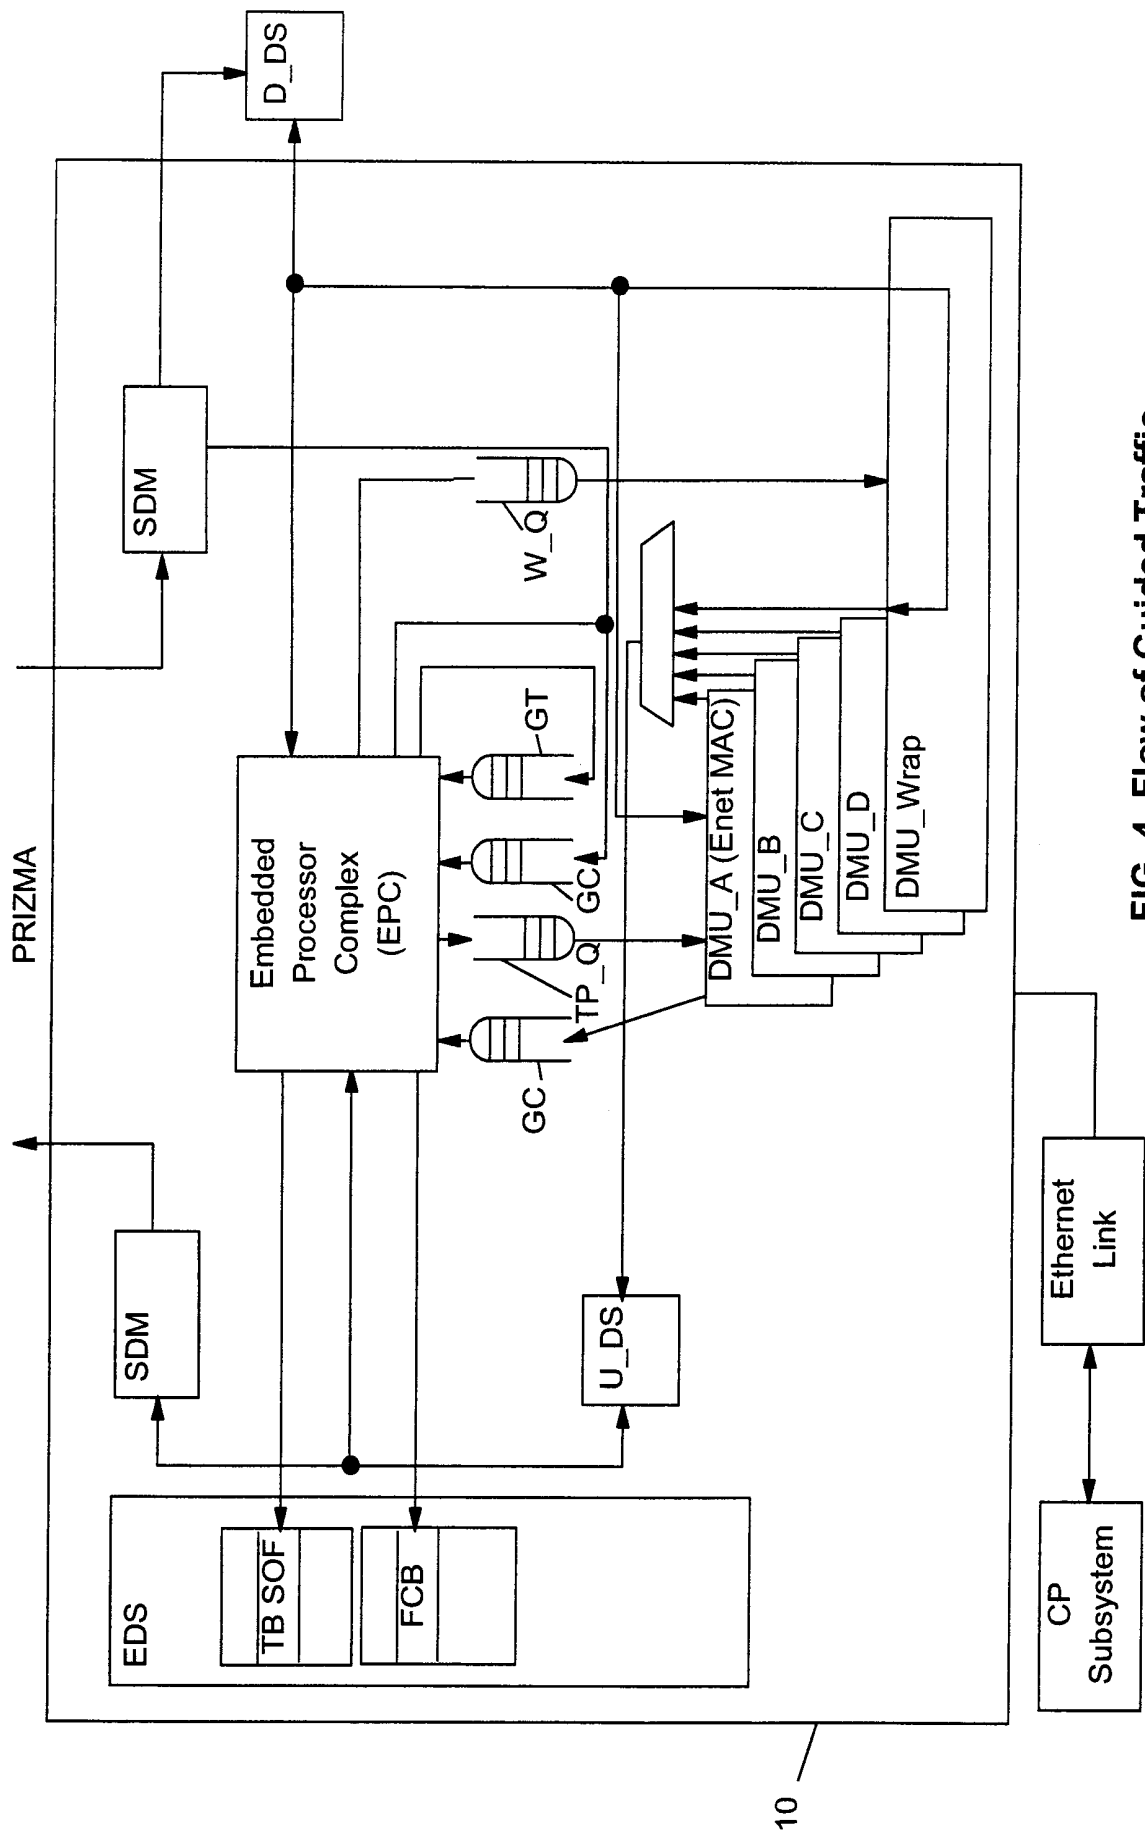 PRIZMA
D_DS
SDM
SDM
EDS
TB SOF
FCB
Embedded
Processor
Complex
(EPC)
GC
TP_Q
GC
GT
W_Q
U_DS
DMU_A (Enet MAC)
DMU_B
DMU_C
DMU_D
DMU_Wrap
10
CP
Subsystem
Ethernet
Link
FIG. 4 Flow of Guided Traffic